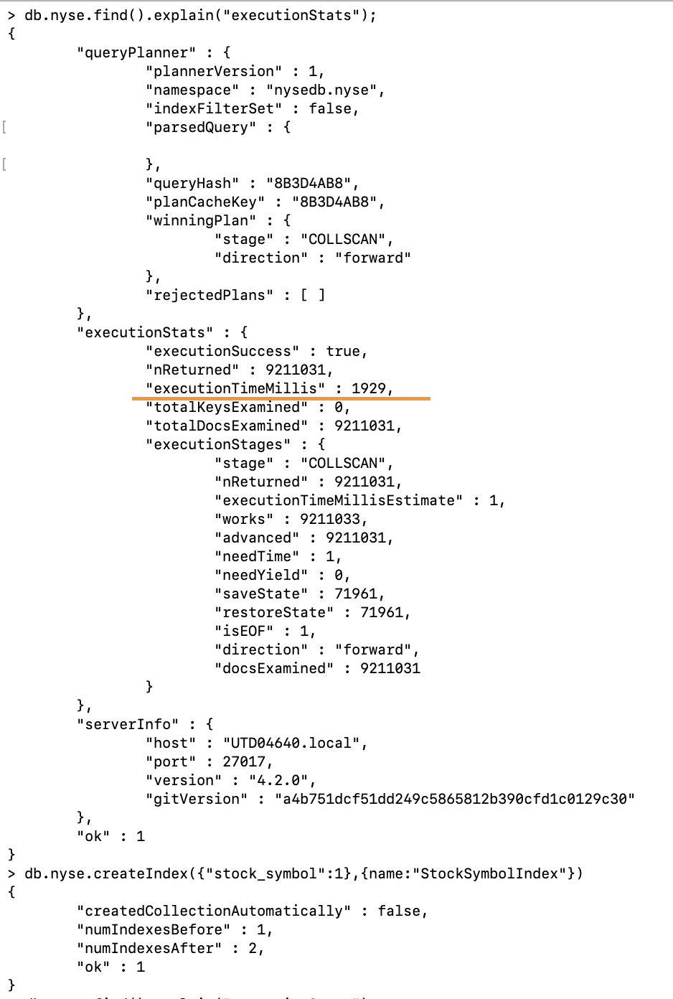 > db.nyse.find().explain("executionStats");
{
"queryPlanner" : {
"plannerVersion" : 1,
"namespace" : "nysedb.nyse",
"indexFilterSet" : false,
[ "parsedQuery" : {
[ },
"queryHash" : "8B3D4AB8",
"planCacheKey" : "8B3D4AB8",
"winningPlan" : {
"stage" : "COLLSCAN",
"direction" : "forward"
},
"rejectedPlans" : [ ]
},
"executionStats" : {
"executionSuccess" : true,
"nReturned" : 9211031,
"executionTimeMillis" : 1929,
"totalKeysExamined" : 0,
"totalDocsExamined" : 9211031,
"executionStages" : {
"stage" : "COLLSCAN",
"nReturned" : 9211031,
"executionTimeMillisEstimate" : 1,
"works" : 9211033,
"advanced" : 9211031,
"needTime" : 1,
"needYield" : 0,
"saveState" : 71961,
"restoreState" : 71961,
"isEOF" : 1,
"direction" : "forward",
"docsExamined" : 9211031
}
},
"serverInfo" : {
"host" : "UTD04640.local",
"port" : 27017,
"version" : "4.2.0",
"gitVersion" : "a4b751dcf51dd249c5865812b390cfd1c0129c30"
},
"ok" : 1
}
> db.nyse.createIndex({"stock_symbol":1},{name:"StockSymbolIndex"})
{
"createdCollectionAutomatically" : false,
"numIndexesBefore" : 1,
"numIndexesAfter" : 2,
"ok" : 1
}